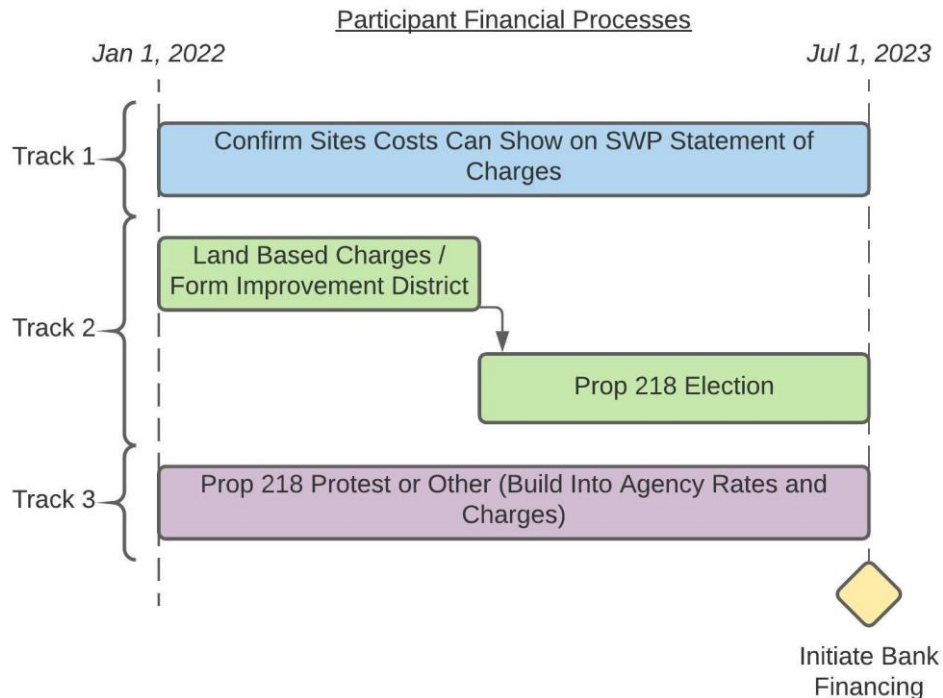 Participant Financial Processes
Jan 1, 2022
Jul 1, 2023
Track 1
Confirm Sites Costs Can Show on SWP Statement of
Charges
Track 2
Land Based Charges /
Form Improvement District
Prop 218 Election
Track 3
Prop 218 Protest or Other (Build Into Agency Rates and
Charges)
Initiate Bank
Financing